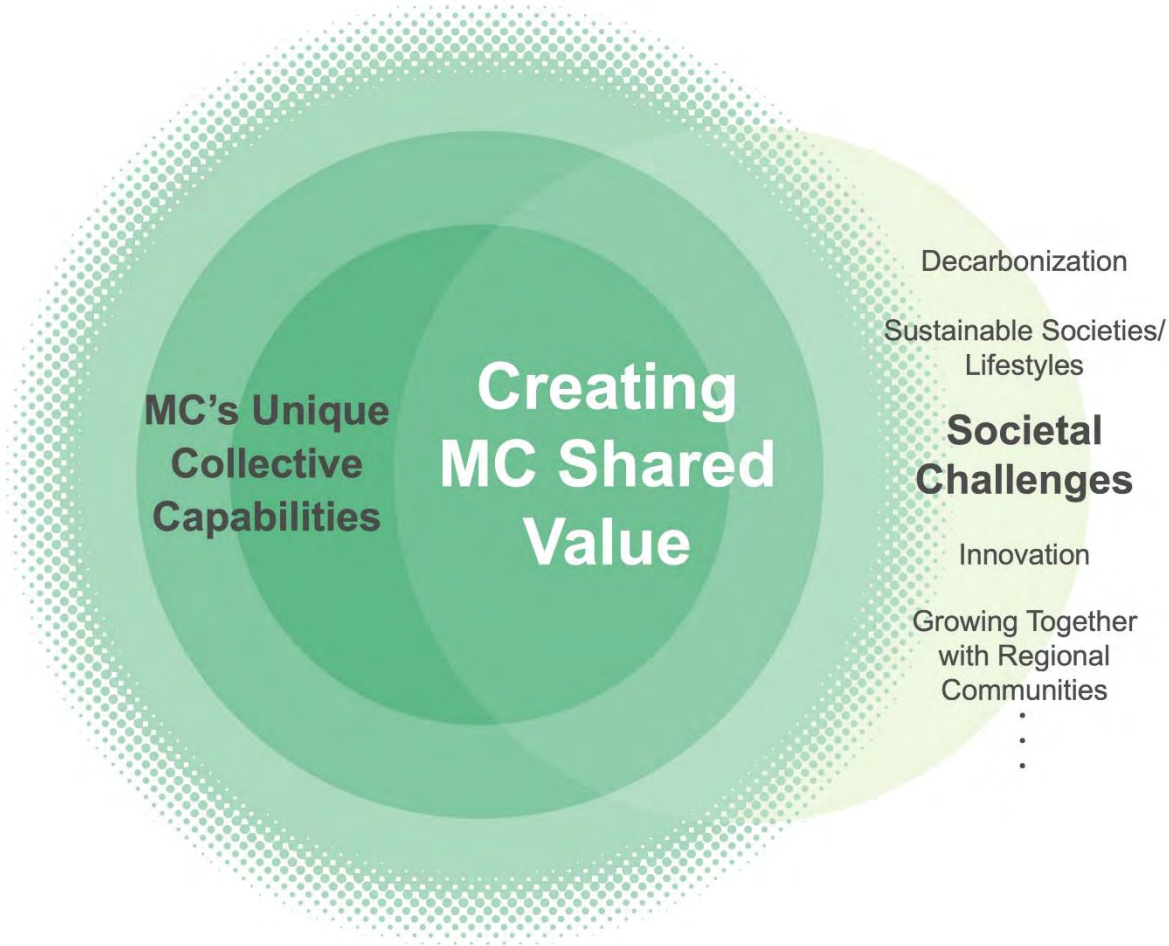 MC’s Unique
Collective
Capabilities
Creating
MC Shared
Value
Decarbonization
Sustainable Societies/
Lifestyles
Societal
Challenges
Innovation
Growing Together
with Regional
Communities